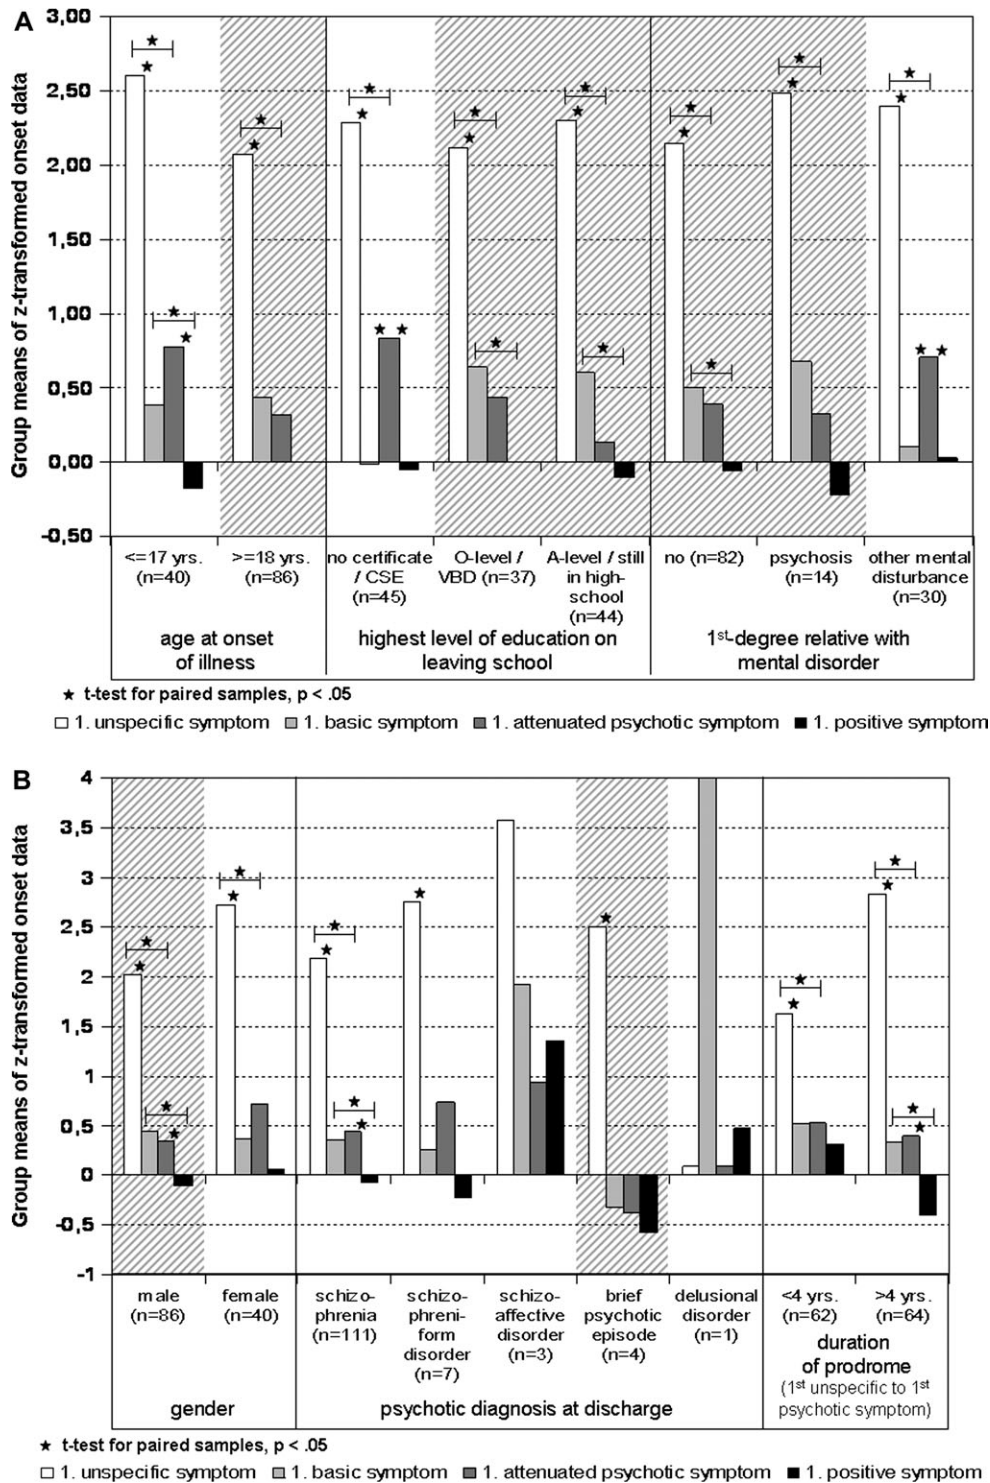 A
Group means of z-transformed onset data
3,00
2,50
2,00
1,50
1,00
0,50
0,00
-0,50
<=17 yrs.
(n=40)
>=18 yrs.
(n=86)
no certificate
/ CSE
(n=45)
O-level /
VBD (n=37)
A-level / still
in high-
school
(n=44)
no (n=82)
psychosis
(n=14)
other mental
disturbance
(n=30)
age at onset
of illness
highest level of education on
leaving school
1st-degree relative with
mental disorder
★ t-test for paired samples, p < .05
1. unspecific symptom 1. basic symptom 1. attenuated psychotic symptom 1. positive symptom
B
Group means of z-transformed onset data
4
3,5
3
2,5
2
1,5
1
0,5
0
-0,5
-1
male
(n=86)
female
(n=40)
schizo-
phrenia
(n=111)
schizo-
phreni-
form
disorder
(n=7)
schizo-
affective
disorder
(n=3)
brief
psychotic
episode
(n=4)
delusional
disorder
(n=1)
<4 yrs.
(n=62)
>4 yrs.
(n=64)
gender
psychotic diagnosis at discharge
duration
of prodrome
(1st unspecific to 1st
psychotic symptom)
★ t-test for paired samples, p < .05
1. unspecific symptom 1. basic symptom 1. attenuated psychotic symptom 1. positive symptom